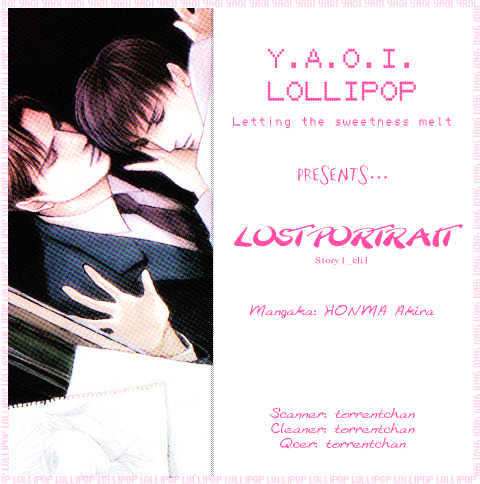 Y.A.O.I.
LOLLIPOP
Letting the sweetness melt
PRESENTS...
LOST PORTRAIT
Story1_ch1
Mangaka: HONMA Akira
Scanner: torrentchan
Cleaner: torrentchan
Qcer: torrentchan